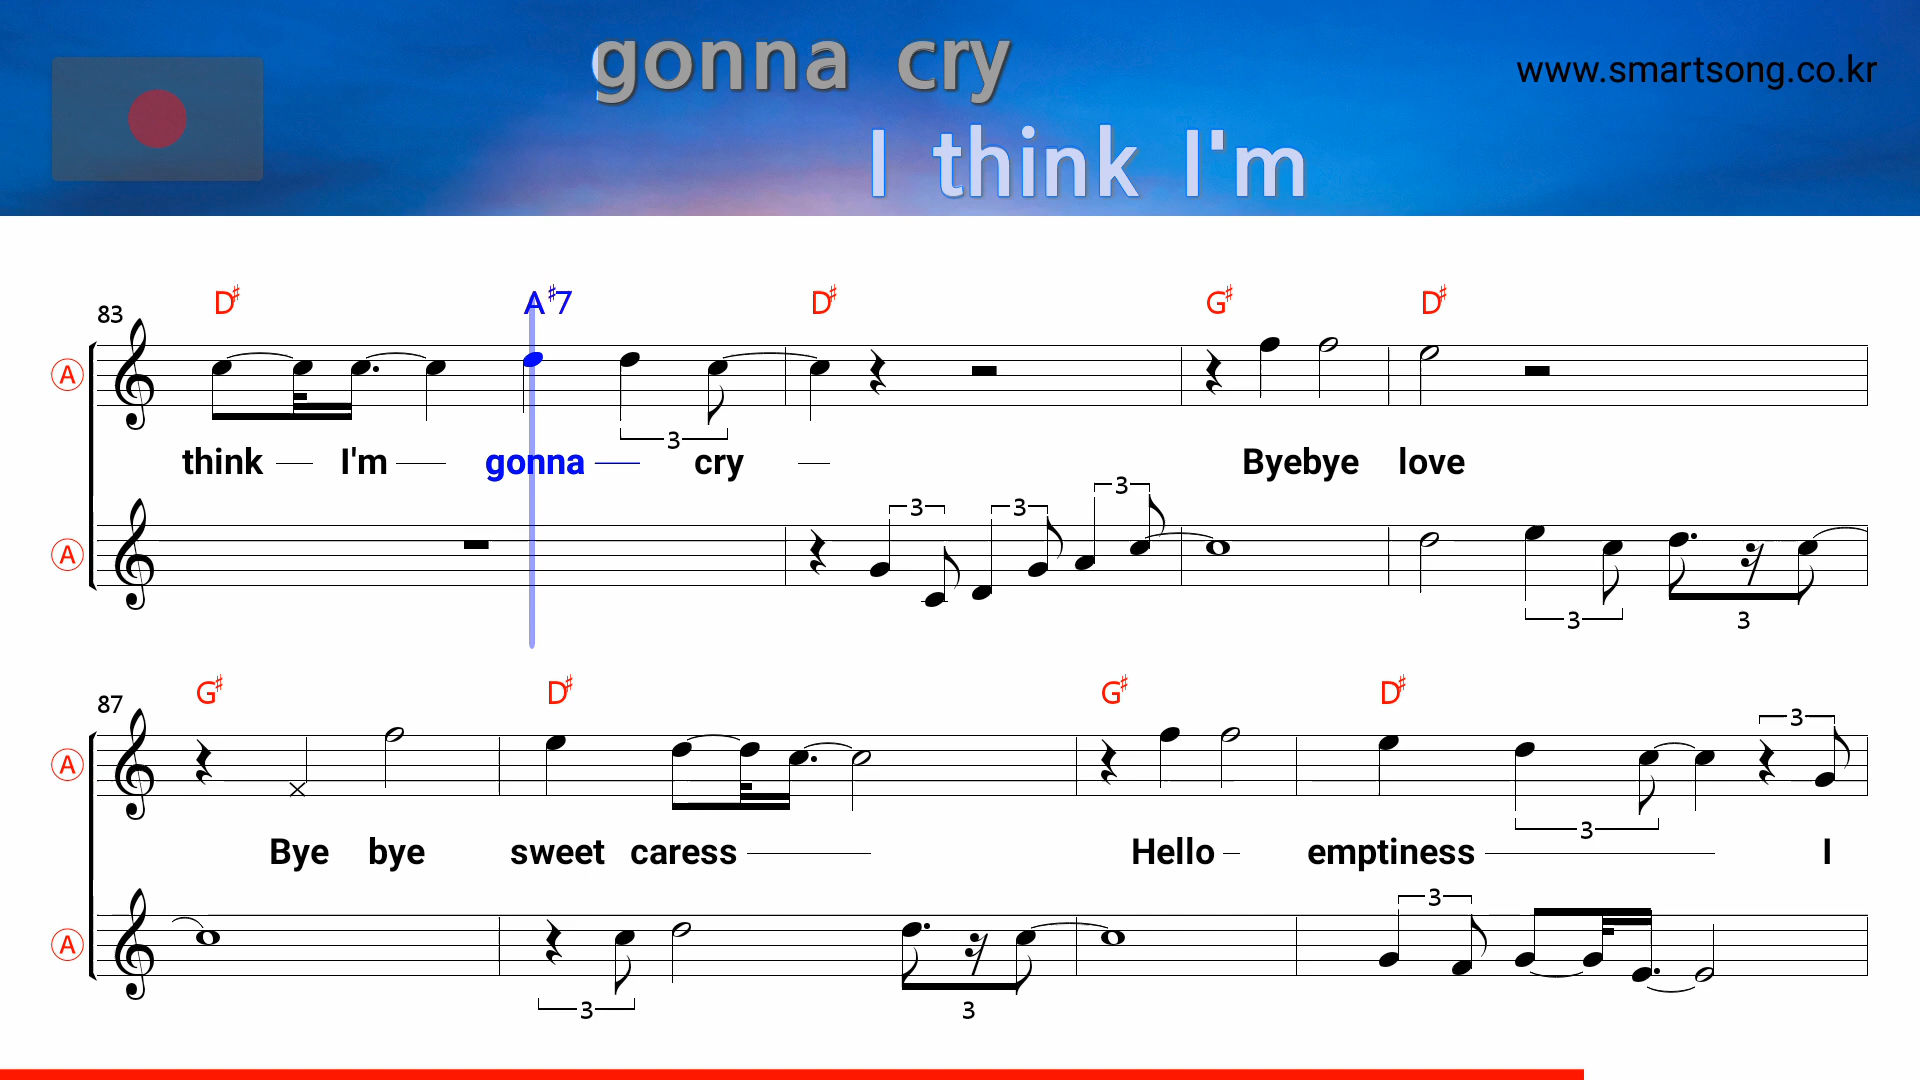 gonna cry
www.smartsong.co.kr
I think I'm
83 D♯ A♯7 D♯ G♯ D♯
A
3
think I'm gonna cry Byebye love
3 3 3
A
3 3
87 G♯ D♯ G♯ D♯
3
A
3
Bye bye sweet caress Hello emptiness I
3
A
3 3